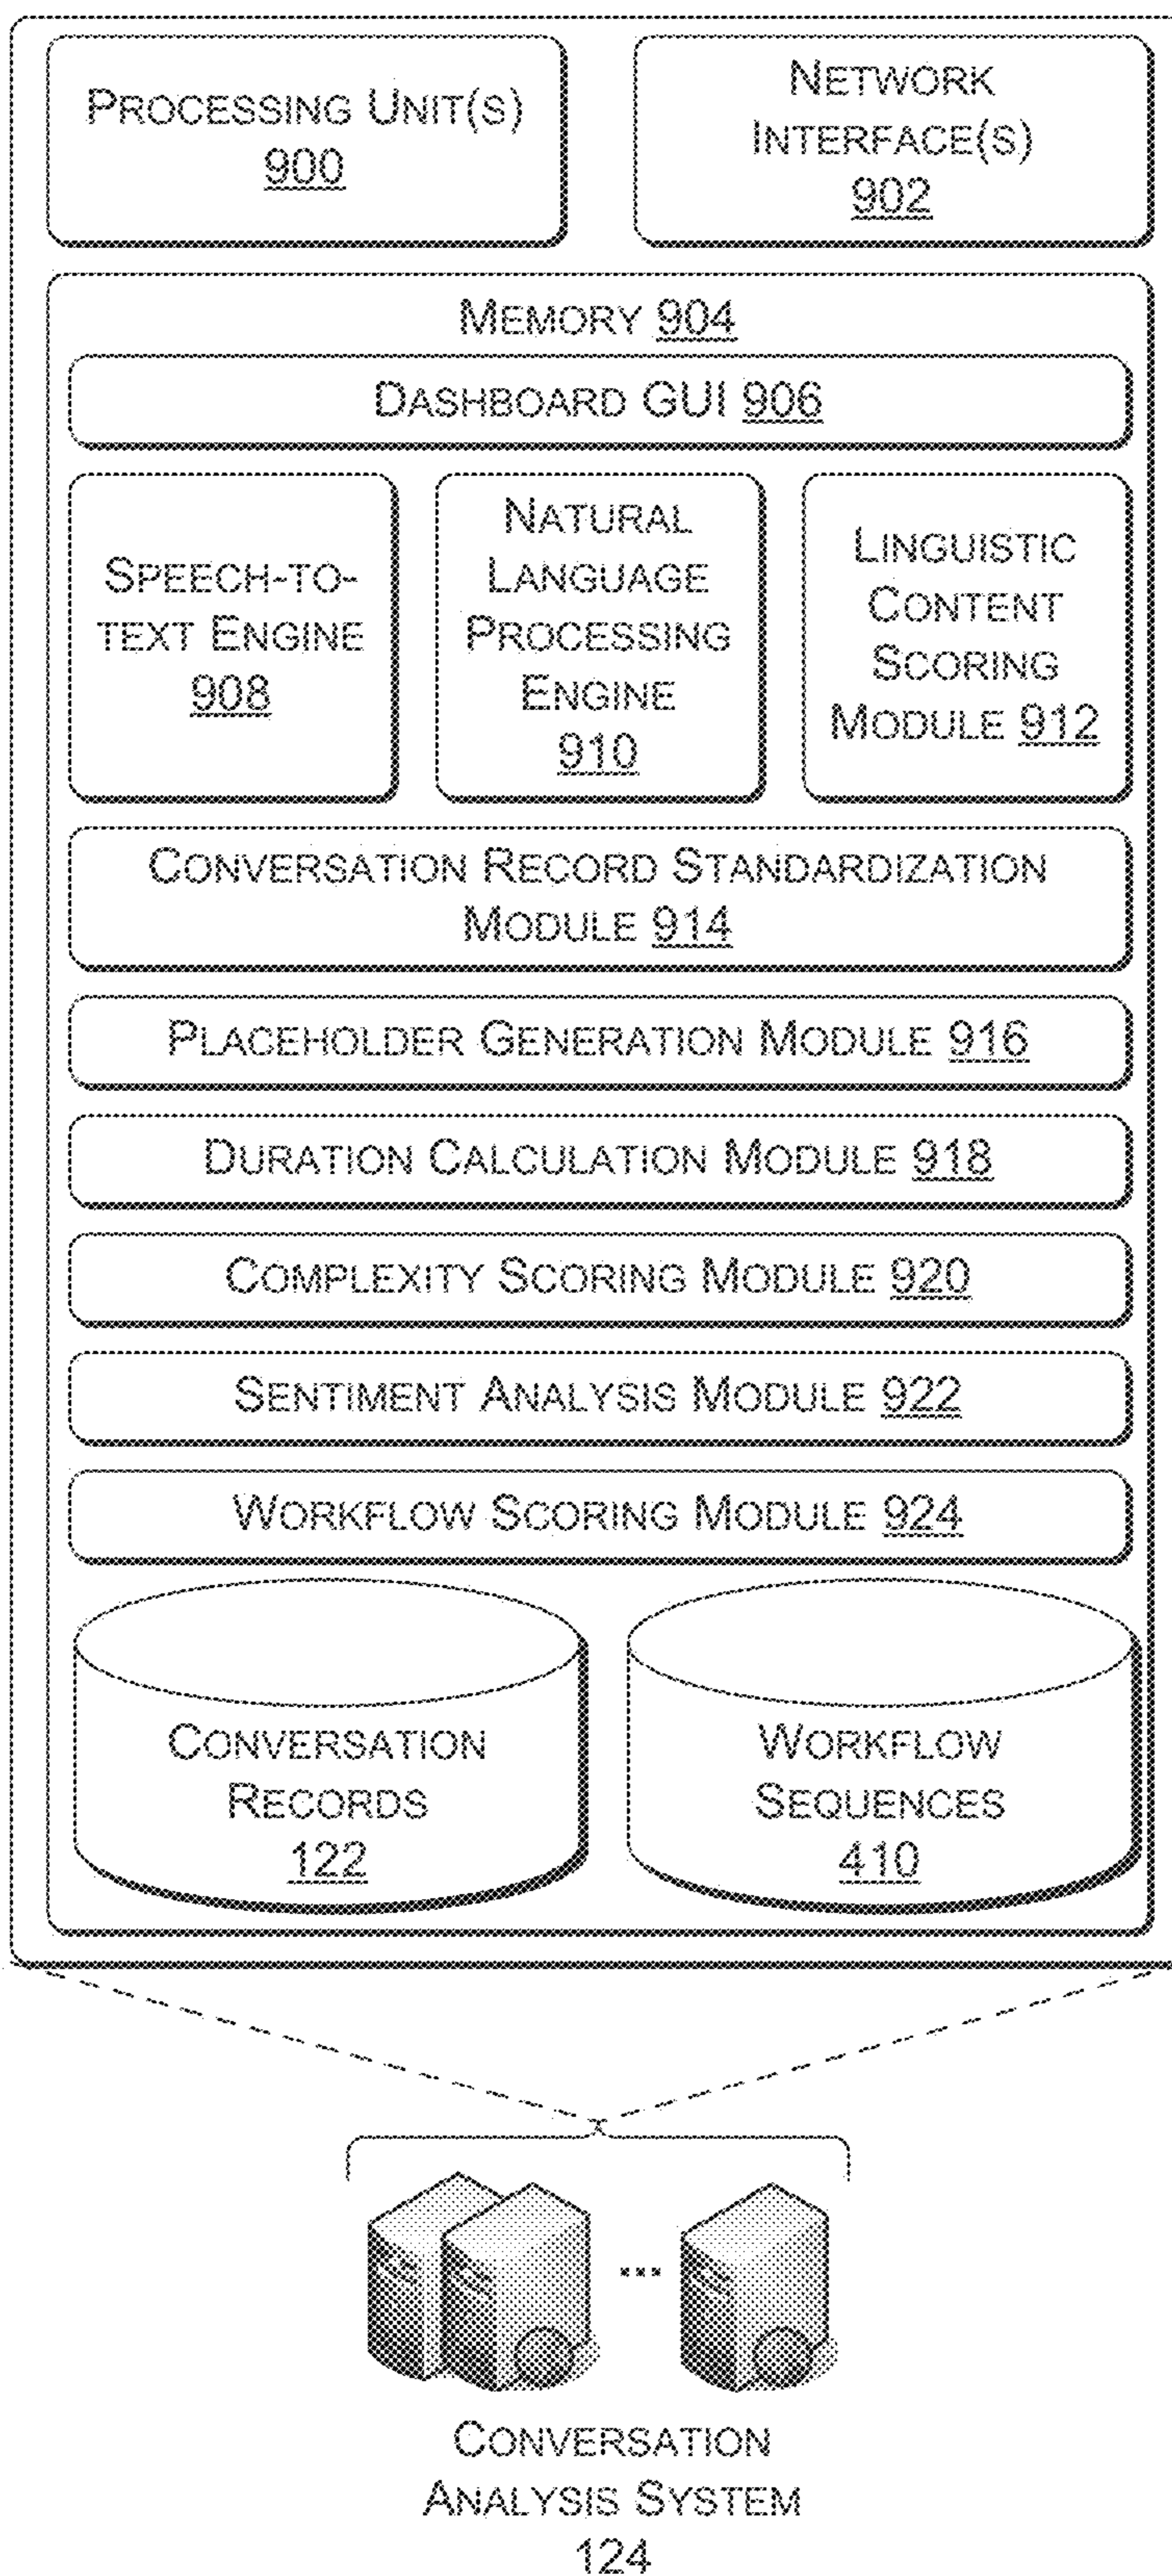 PROCESSING UNIT(S)
900
NETWORK
INTERFACE(S)
902
MEMORY 904
DASHBOARD GUI 906
SPEECH-TO-
TEXT ENGINE
908
NATURAL
LANGUAGE
PROCESSING
ENGINE
910
LINGUISTIC
CONTENT
SCORING
MODULE 912
CONVERSATION RECORD STANDARDIZATION
MODULE 914
PLACEHOLDER GENERATION MODULE 916
DURATION CALCULATION MODULE 918
COMPLEXITY SCORING MODULE 920
SENTIMENT ANALYSIS MODULE 922
WORKFLOW SCORING MODULE 924
CONVERSATION
RECORDS
122
WORKFLOW
SEQUENCES
410
...
CONVERSATION
ANALYSIS SYSTEM
124